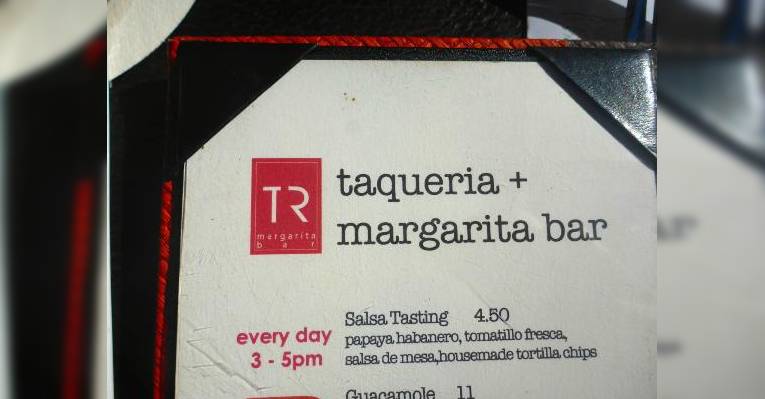 TR
margarita
bar
taqueria +
margarita bar
every day
3 - 5pm
Salsa Tasting 4.50
papaya habanero, tomatillo fresca,
salsa de mesa,housemade tortilla chips
Guacamole 11